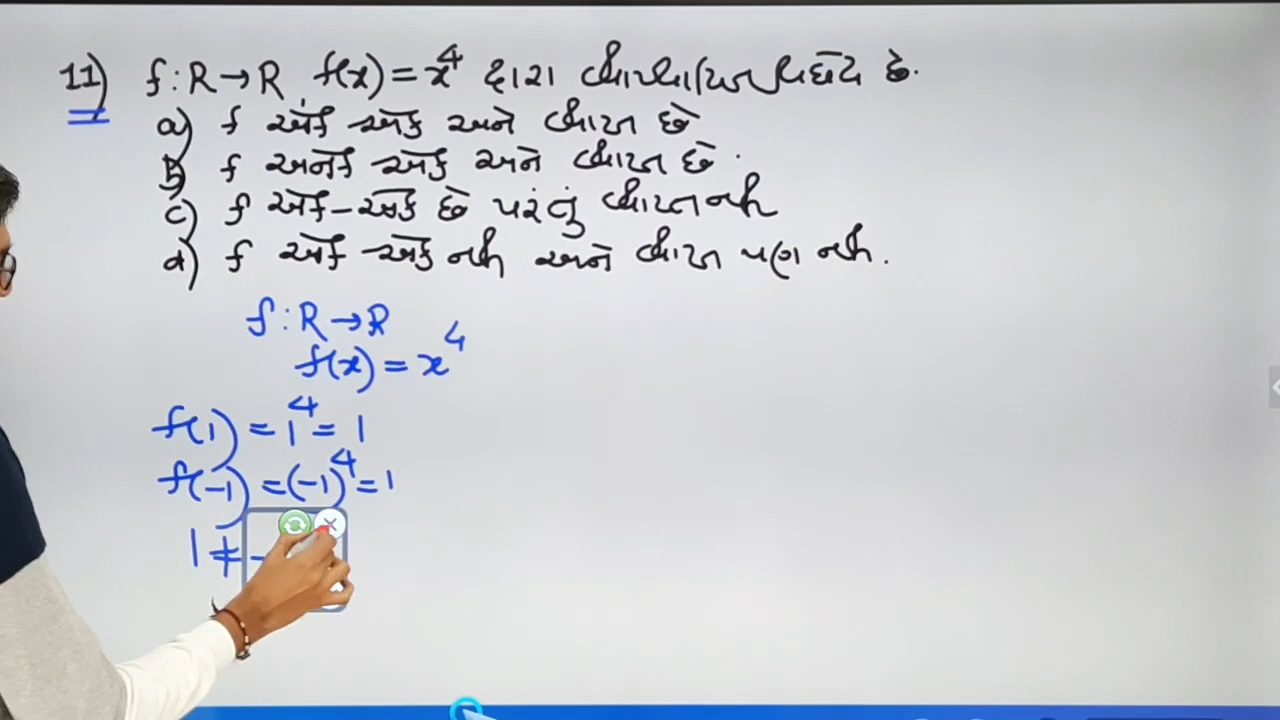 11) f : R → R f(x) = x⁴ દ્વારા વ્યાખ્યાયિત વિધેય છે.
a) f એક એક અને વ્યાપ્ત છે
b) f અનેક એક અને વ્યાપ્ત છે.
c) f એક-એક છે પરંતુ વ્યાપ્ત નથી
d) f એક એક નથી અને વ્યાપ્ત પણ નથી.
f : R → R
f(x) = x⁴
f(1) = 1⁴ = 1
f(-1) = (-1)⁴ = 1
1 ≠ -